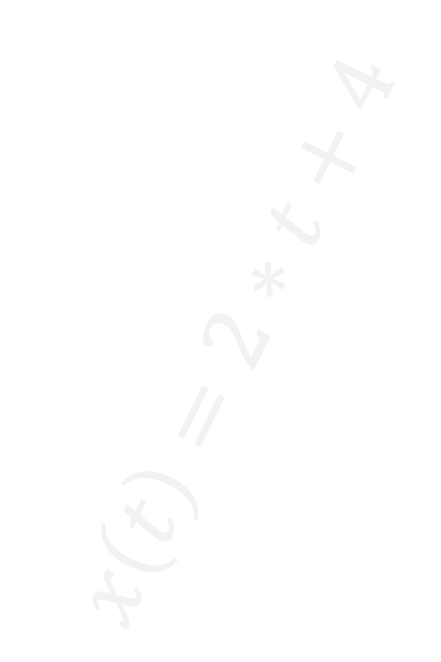 x(t) = 2 * t + 4